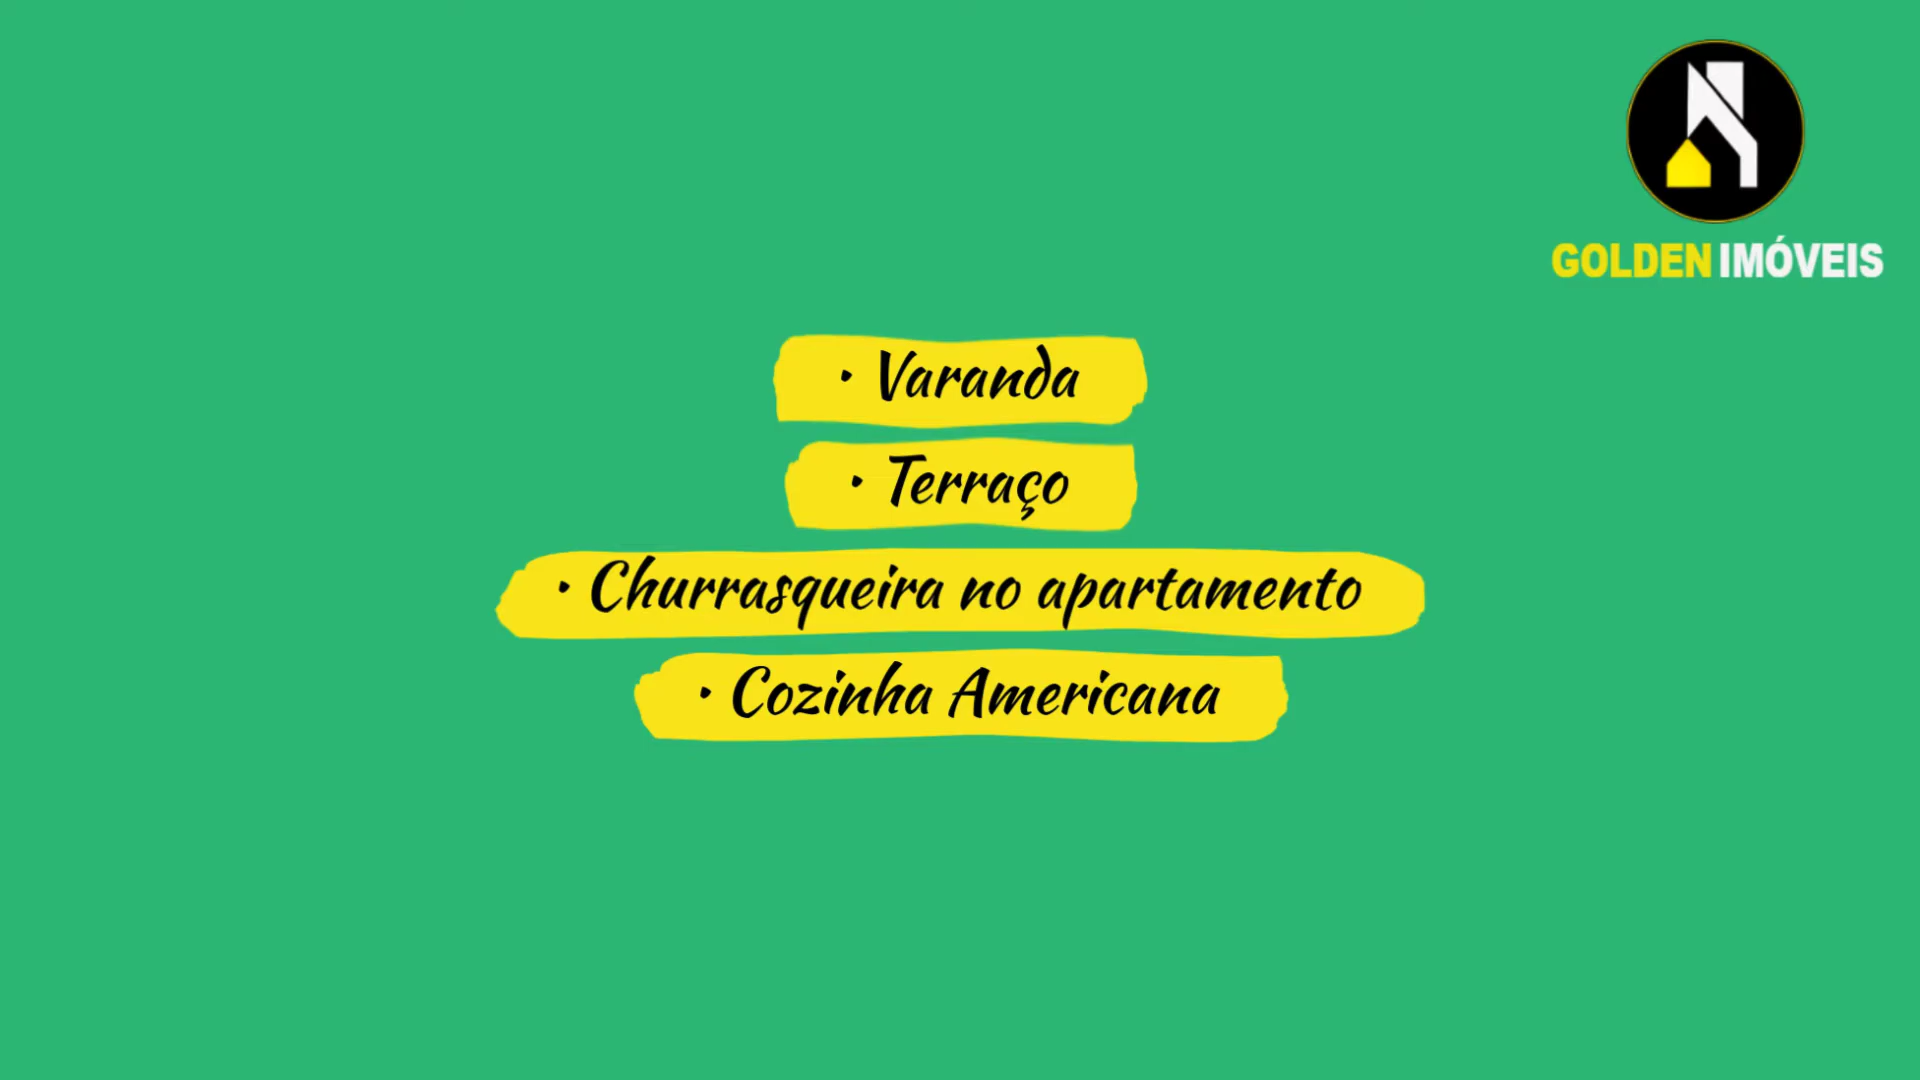 GOLDEN IMÓVEIS
• Varanda
• Terraço
• Churrasqueira no apartamento
• Cozinha Americana